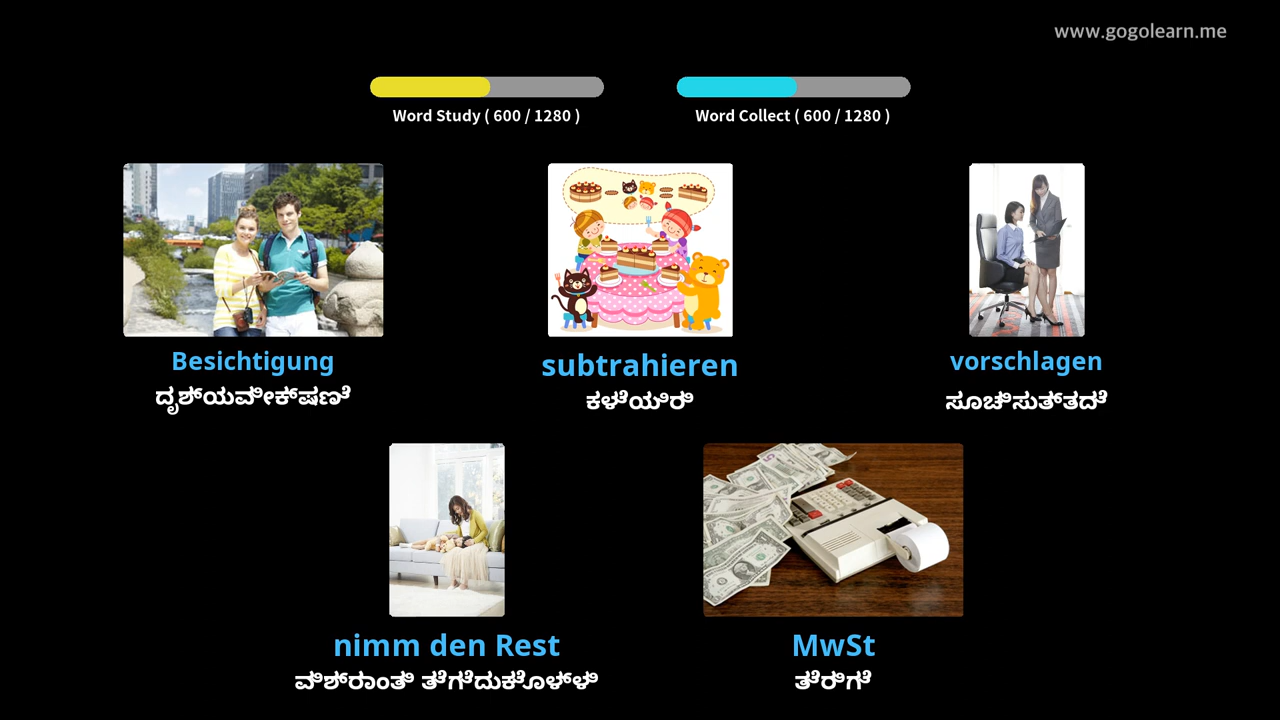 www.gogolearn.me
Word Study ( 600 / 1280 )
Word Collect ( 600 / 1280 )
Besichtigung
ದೃಶ್ಯವೀಕ್ಷಣೆ
subtrahieren
ಕಳೆಯಿರಿ
vorschlagen
ಸೂಚಿಸುತ್ತದೆ
nimm den Rest
ವಿಶ್ರಾಂತಿ ತೆಗೆದುಕೊಳ್ಳಿ
MwSt
ತೆರಿಗೆ